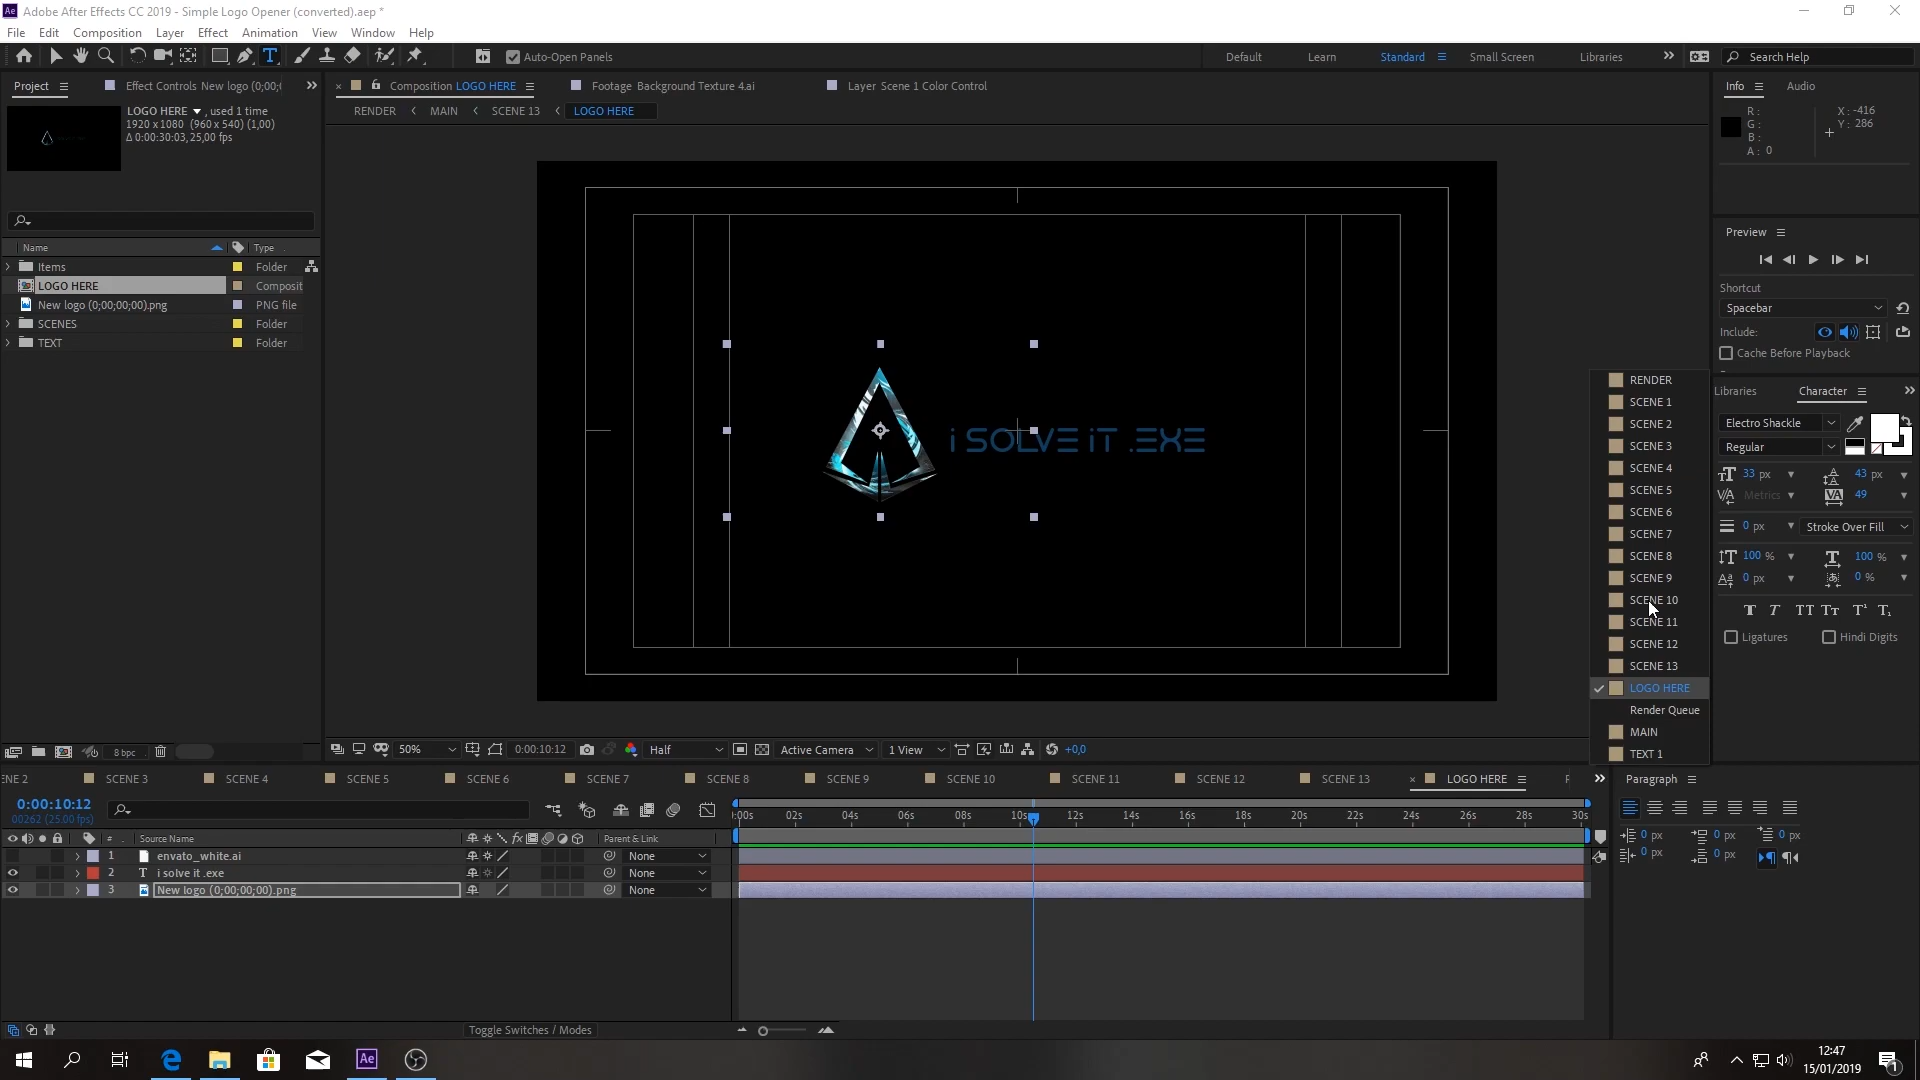 Adobe After Effects CC 2019 - Simple Logo Opener (converted).aep *
File Edit Composition Layer Effect Animation View Window Help
Auto-Open Panels
Default Learn Standard Small Screen Libraries Search Help
Project Effect Controls New logo (0;00;(
Composition LOGO HERE Footage Background Texture 4.ai Layer Scene 1 Color Control
Info Audio
RENDER MAIN SCENE 13 LOGO HERE
LOGO HERE , used 1 time
1920 x1080 (960 x 540) (1,00)
Δ 0:00:30:03, 25,00 fps
R :
G :
B :
A : 0
X : -416
Y : 286
Preview
Shortcut
Spacebar
Include:
Cache Before Playback
Name Type
Items Folder
LOGO HERE Composit
New logo (0;00;00;00).png PNG file
SCENES Folder
TEXT Folder
i SOLVE iT .EXE
RENDER
SCENE 1
SCENE 2
SCENE 3
SCENE 4
SCENE 5
SCENE 6
SCENE 7
SCENE 8
SCENE 9
SCENE 10
SCENE 11
SCENE 12
SCENE 13
LOGO HERE
Render Queue
MAIN
TEXT 1
Libraries Character
Electro Shackle
Regular
33 px 43 px
Metrics 49
0 px Stroke Over Fill
100 % 100 %
0 px 0 %
Ligatures Hindi Digits
8 bpc
50% 0:00:10:12 Half Active Camera 1 View +0,0
NE 2 SCENE 3 SCENE 4 SCENE 5 SCENE 6 SCENE 7 SCENE 8 SCENE 9 SCENE 10 SCENE 11 SCENE 12 SCENE 13 LOGO HERE
Paragraph
0:00:10:12
00262 (25.00 fps)
:00s 02s 04s 06s 08s 10s 12s 14s 16s 18s 20s 22s 24s 26s 28s 30s
# Source Name Parent & Link
1 envato_white.ai None
2 T i solve it .exe None
3 New logo (0;00;00;00).png None
0 px 0 px 0 px
0 px 0 px
Toggle Switches / Modes
12:47
15/01/2019
1